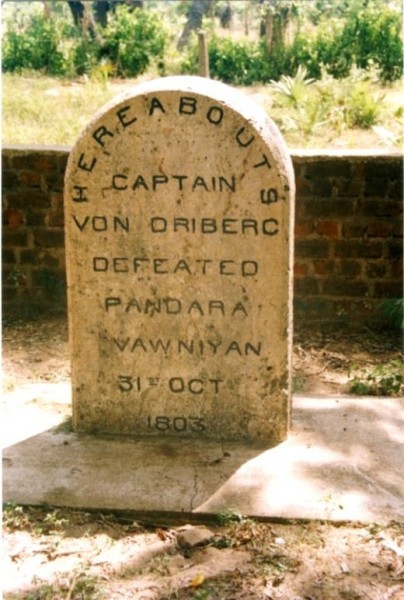 HEREABOUTS
CAPTAIN
VON DRIBERG
DEFEATED
PANDARA
VAWNIYAN
31ST OCT
1803